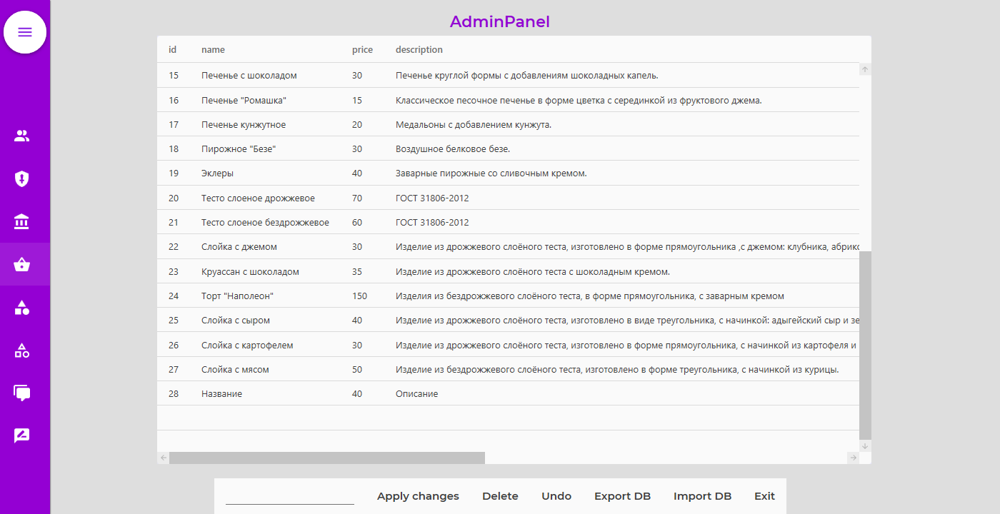 AdminPanel
id name price description
15 Печенье с шоколадом 30 Печенье круглой формы с добавлениям шоколадных капель.
16 Печенье "Ромашка" 15 Классическое песочное печенье в форме цветка с серединкой из фруктового джема.
17 Печенье кунжутное 20 Медальоны с добавлением кунжута.
18 Пирожное "Безе" 30 Воздушное белковое безе.
19 Эклеры 40 Заварные пирожные со сливочным кремом.
20 Тесто слоеное дрожжевое 70 ГОСТ 31806-2012
21 Тесто слоеное бездрожжевое 60 ГОСТ 31806-2012
22 Слойка с джемом 30 Изделие из дрожжевого слоёного теста, изготовлено в форме прямоугольника ,с джемом: клубника,
23 Круассан с шоколадом 35 Изделие из дрожжевого слоёного теста с шоколадным кремом.
24 Торт "Наполеон" 150 Изделия из бездрожжевого слоёного теста, в форме прямоугольника, с заварным кремом
25 Слойка с сыром 40 Изделие из дрожжевого слоёного теста, изготовлено в виде треугольника, с начинкой: адыгейский сыр и
26 Слойка с картофелем 30 Изделие из дрожжевого слоёного теста, изготовлено в форме прямоугольника, с начинкой из картофеля и
27 Слойка с мясом 50 Изделие из бездрожжевого слоёного теста, изготовлено в форме треугольника, с начинкой из курицы.
28 Название 40 Описание
Apply changes Delete Undo Export DB Import DB Exit